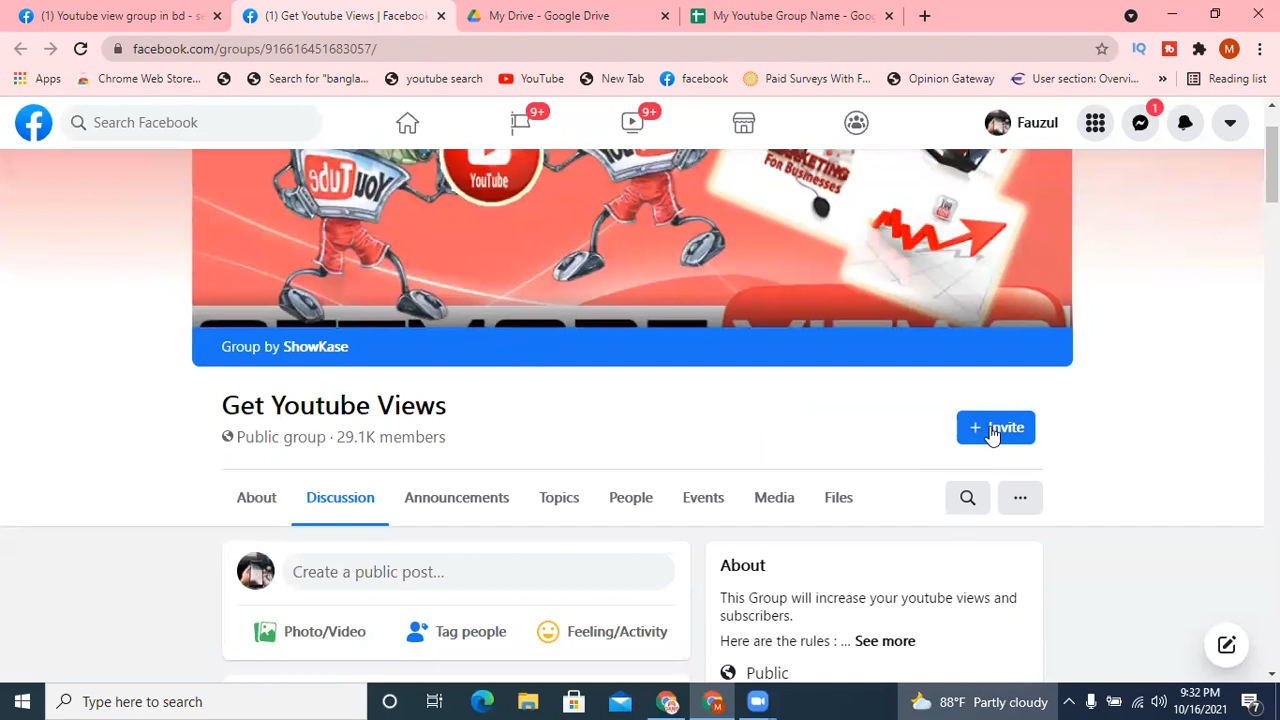 (1) Youtube view group in bd - se
(1) Get Youtube Views | Facebook
My Drive - Google Drive
My Youtube Group Name - Goog
facebook.com/groups/916616451683057/
Apps
Chrome Web Store...
Search for "bangla...
youtube search
YouTube
New Tab
facebook
Paid Surveys With F...
Opinion Gateway
User section: Overvi...
Reading list
Search Facebook
9+
9+
Fauzul
1
YouTube
YouTube
MARKETING
For Businesses
Group by ShowKase
Get Youtube Views
Public group · 29.1K members
+ Invite
About
Discussion
Announcements
Topics
People
Events
Media
Files
Create a public post...
Photo/Video
Tag people
Feeling/Activity
About
This Group will increase your youtube views and
subscribers.
Here are the rules : ... See more
Public
Type here to search
88°F Partly cloudy
9:32 PM
10/16/2021
7